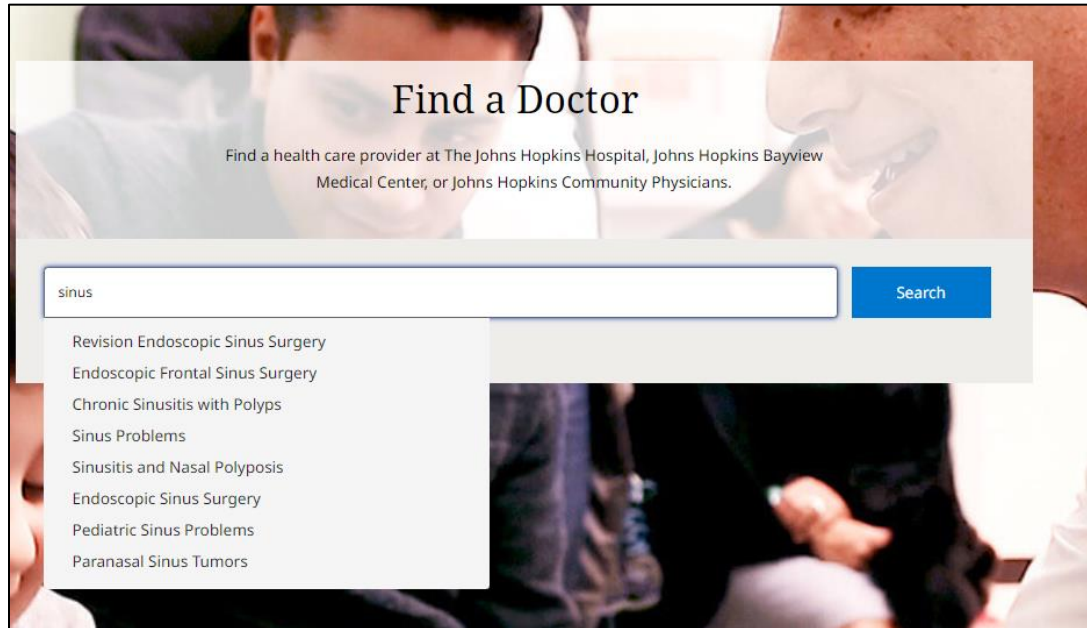 Find a Doctor
Find a health care provider at The Johns Hopkins Hospital, Johns Hopkins Bayview
Medical Center, or Johns Hopkins Community Physicians.
sinus
Search
Revision Endoscopic Sinus Surgery
Endoscopic Frontal Sinus Surgery
Chronic Sinusitis with Polyps
Sinus Problems
Sinusitis and Nasal Polyposis
Endoscopic Sinus Surgery
Pediatric Sinus Problems
Paranasal Sinus Tumors